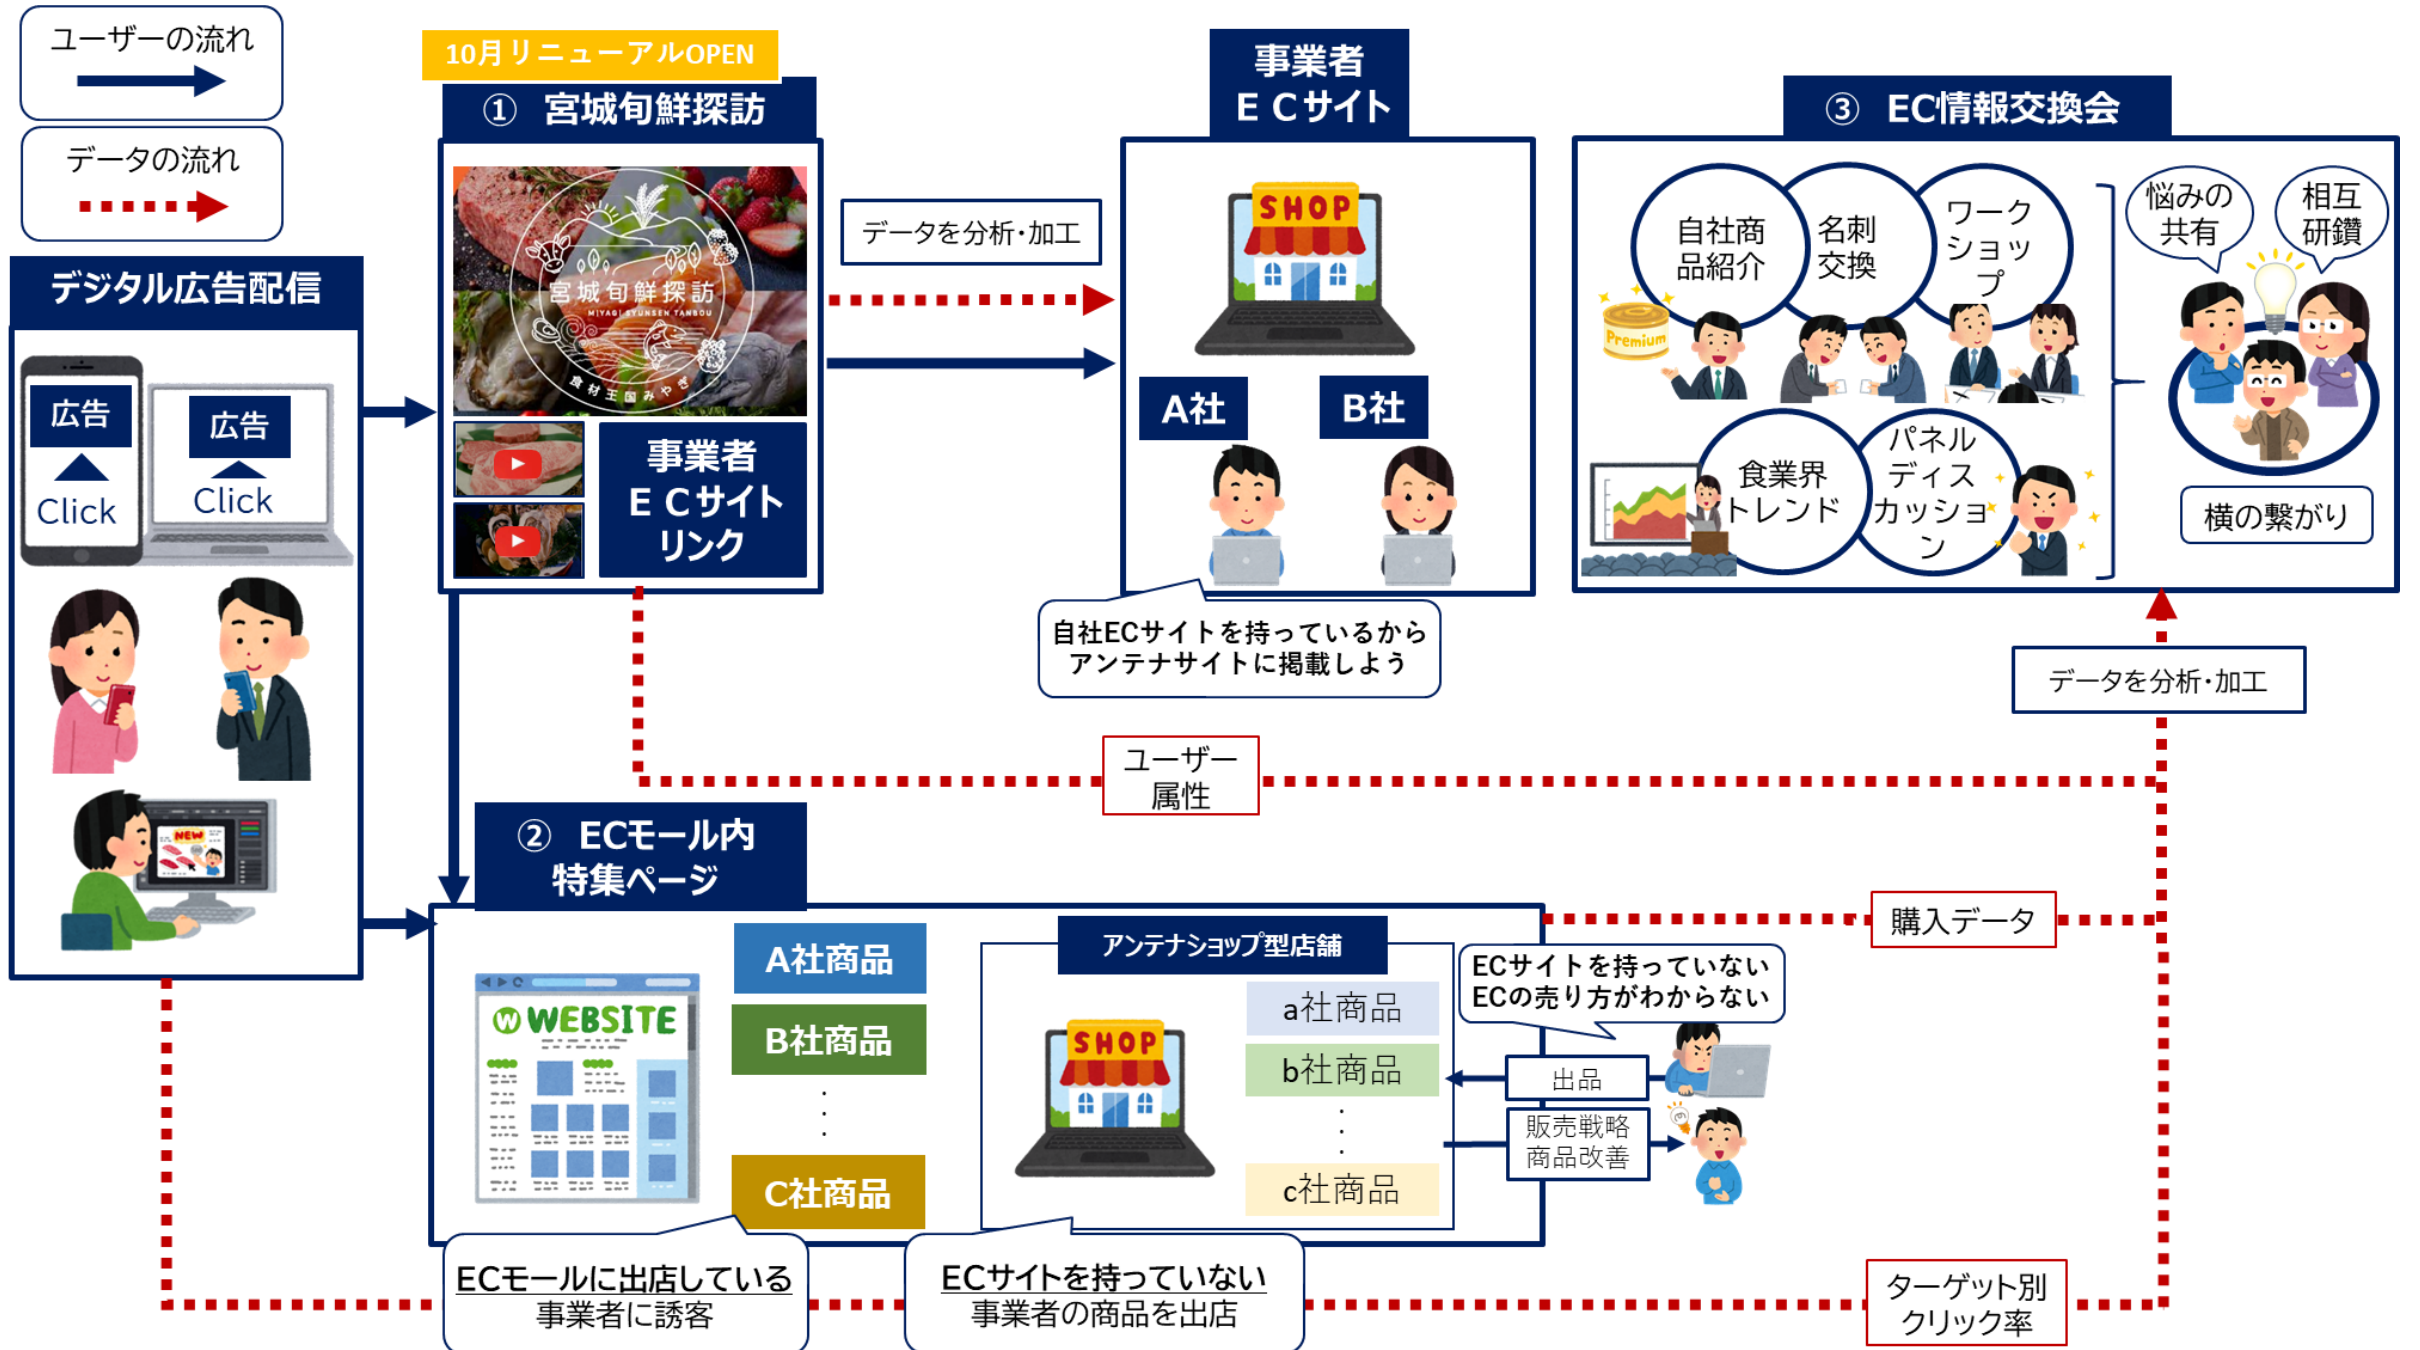 ユーザーの流れ
データの流れ
デジタル広告配信
広告
Click
広告
Click
10月リニューアルOPEN
① 宮城旬鮮探訪
宮城旬鮮探訪
MIYAGI SYUNSEN TANBOU
食材王国みやぎ
事業者
ECサイト
リンク
データを分析・加工
事業者
ECサイト
SHOP
A社
B社
自社ECサイトを持っているから
アンテナサイトに掲載しよう
③ EC情報交換会
自社商
品紹介
名刺
交換
ワーク
ショッ
プ
Premium
食業界
トレンド
パネル
ディス
カッショ
ン
悩みの
共有
相互
研鑽
横の繋がり
データを分析・加工
ユーザー
属性
② ECモール内
特集ページ
NEW
W WEBSITE
A社商品
B社商品
・
・
・
C社商品
アンテナショップ型店舗
SHOP
a社商品
b社商品
・
・
・
c社商品
購入データ
ECサイトを持っていない
ECの売り方がわからない
出品
販売戦略
商品改善
ECモールに出店している
事業者に誘客
ECサイトを持っていない
事業者の商品を出店
ターゲット別
クリック率